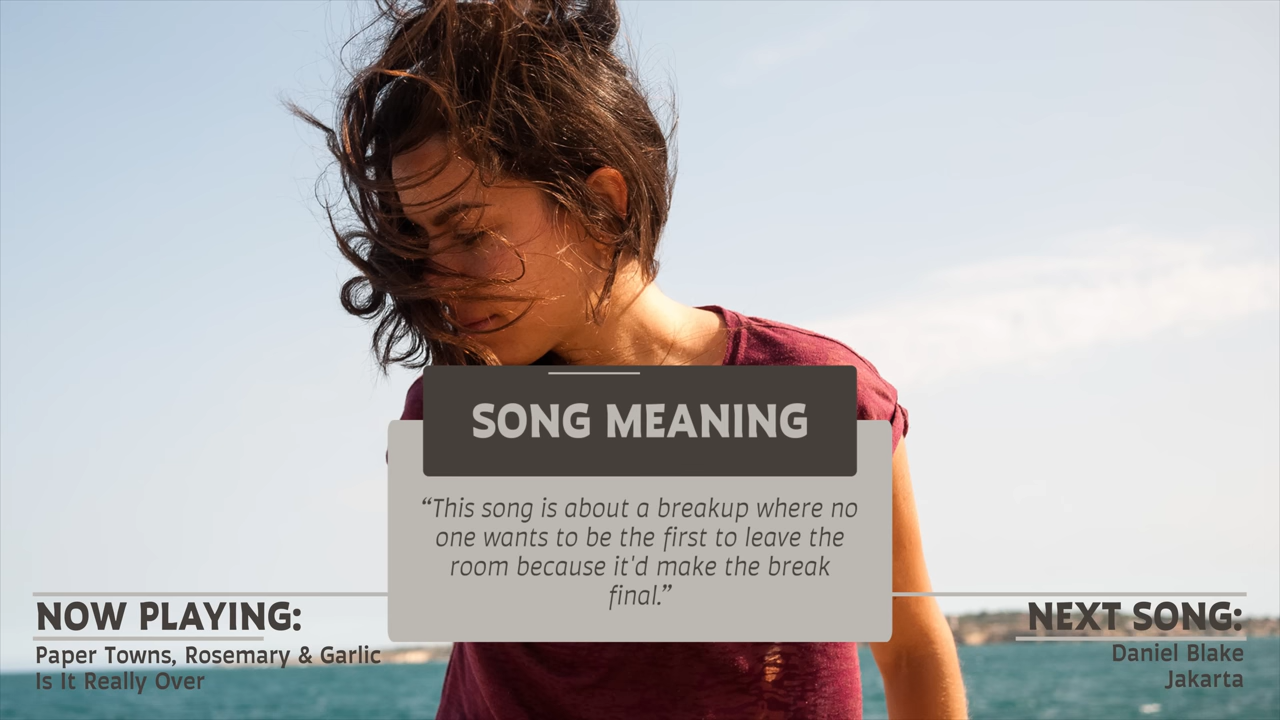 SONG MEANING
“This song is about a breakup where no
one wants to be the first to leave the
room because it'd make the break
final.”
NOW PLAYING:
Paper Towns, Rosemary & Garlic
Is It Really Over
NEXT SONG:
Daniel Blake
Jakarta